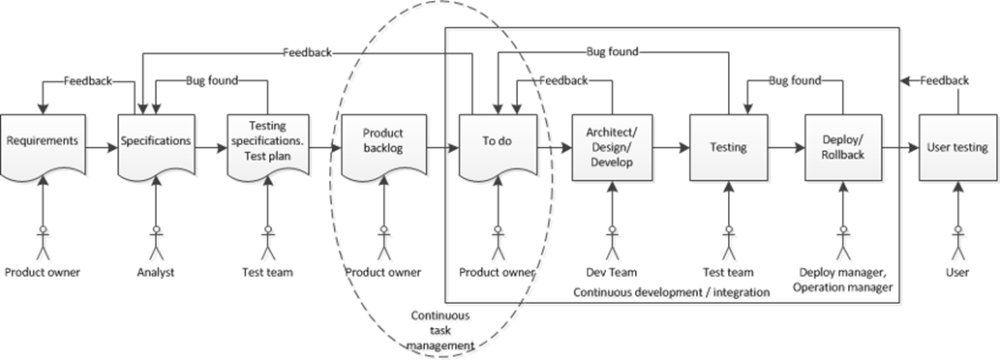 Feedback
Bug found
Feedback
Feedback
Bug found
Bug found
Feedback
Requirements
Specifications
Testing
specifications.
Test plan
Product
backlog
To do
Architect/
Design/
Develop
Testing
Deploy/
Rollback
User testing
Product owner
Analyst
Test team
Product owner
Product owner
Dev Team
Test team
Deploy manager,
Operation manager
User
Continuous development / integration
Continuous
task
management